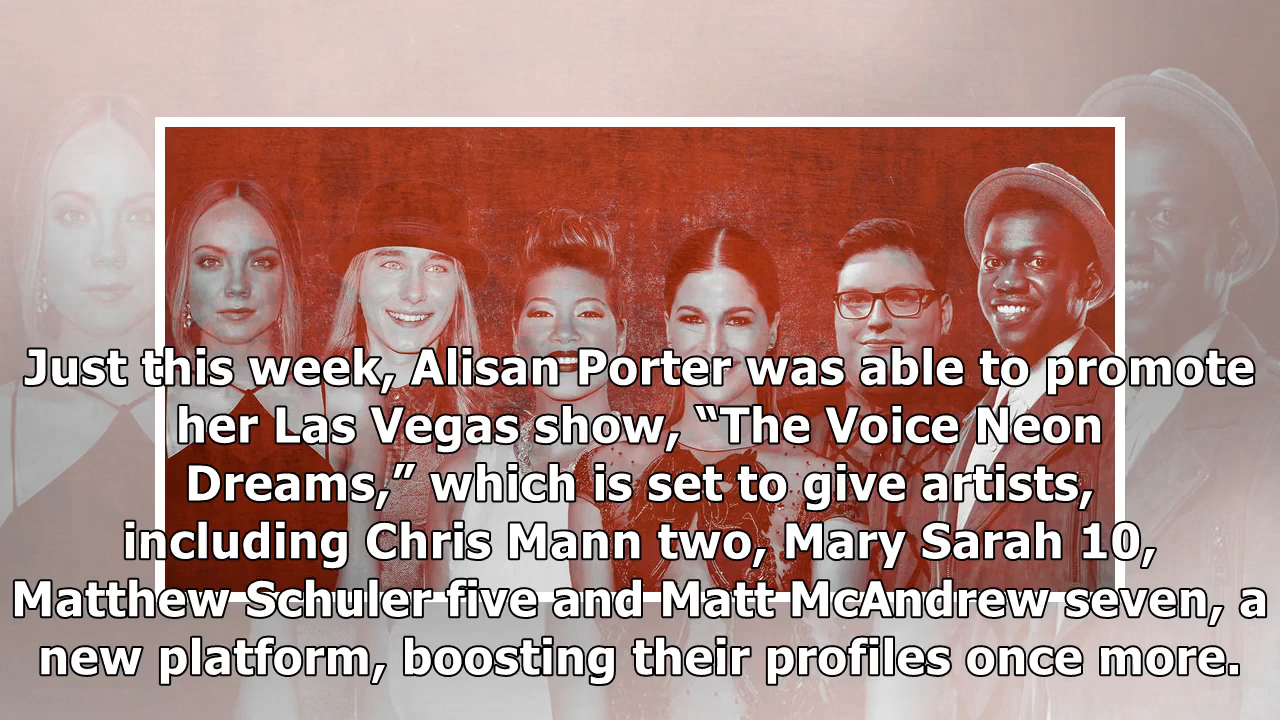 Just this week, Alisan Porter was able to promote
her Las Vegas show, “The Voice Neon
Dreams,” which is set to give artists,
including Chris Mann two, Mary Sarah 10,
Matthew Schuler five and Matt McAndrew seven, a
new platform, boosting their profiles once more.